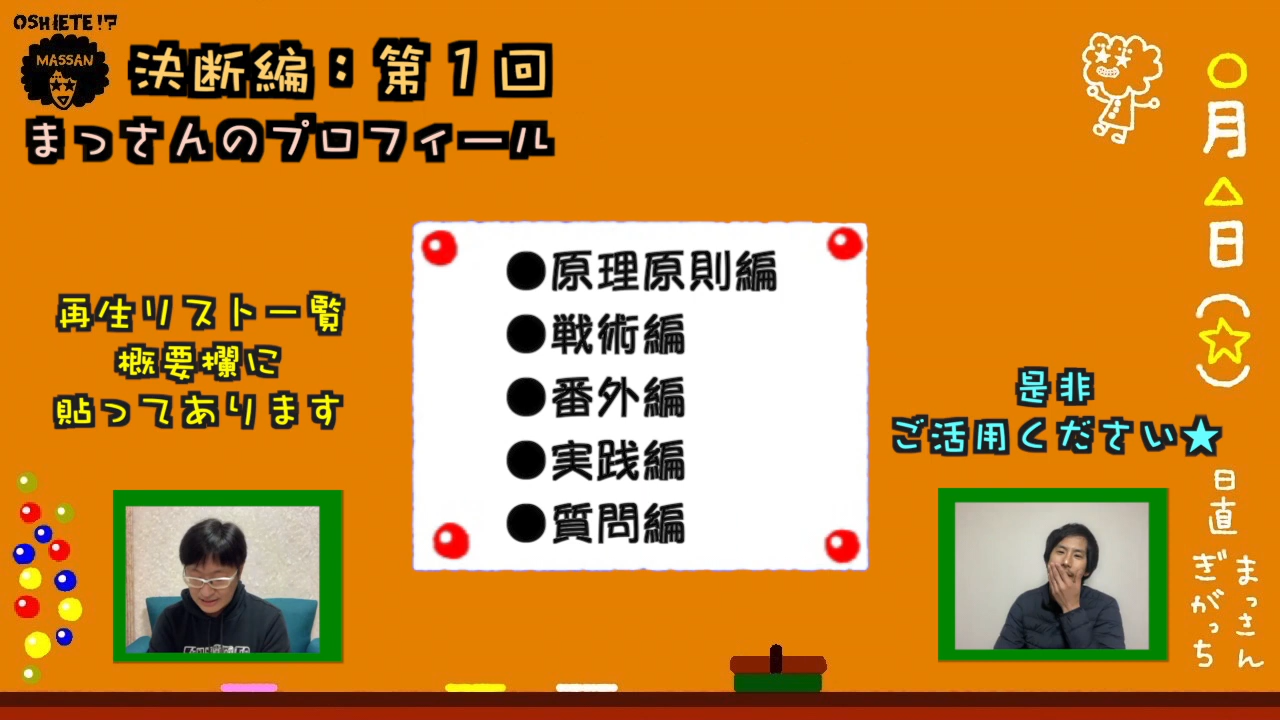 OSHIETE!?
MASSAN
決断編：第1回
まっさんのプロフィール
○月△日(☆)
●原理原則編
●戦術編
●番外編
●実践編
●質問編
再生リスト一覧
概要欄に
貼ってあります
是非
ご活用ください★
日直
まっさん
ぎがっち